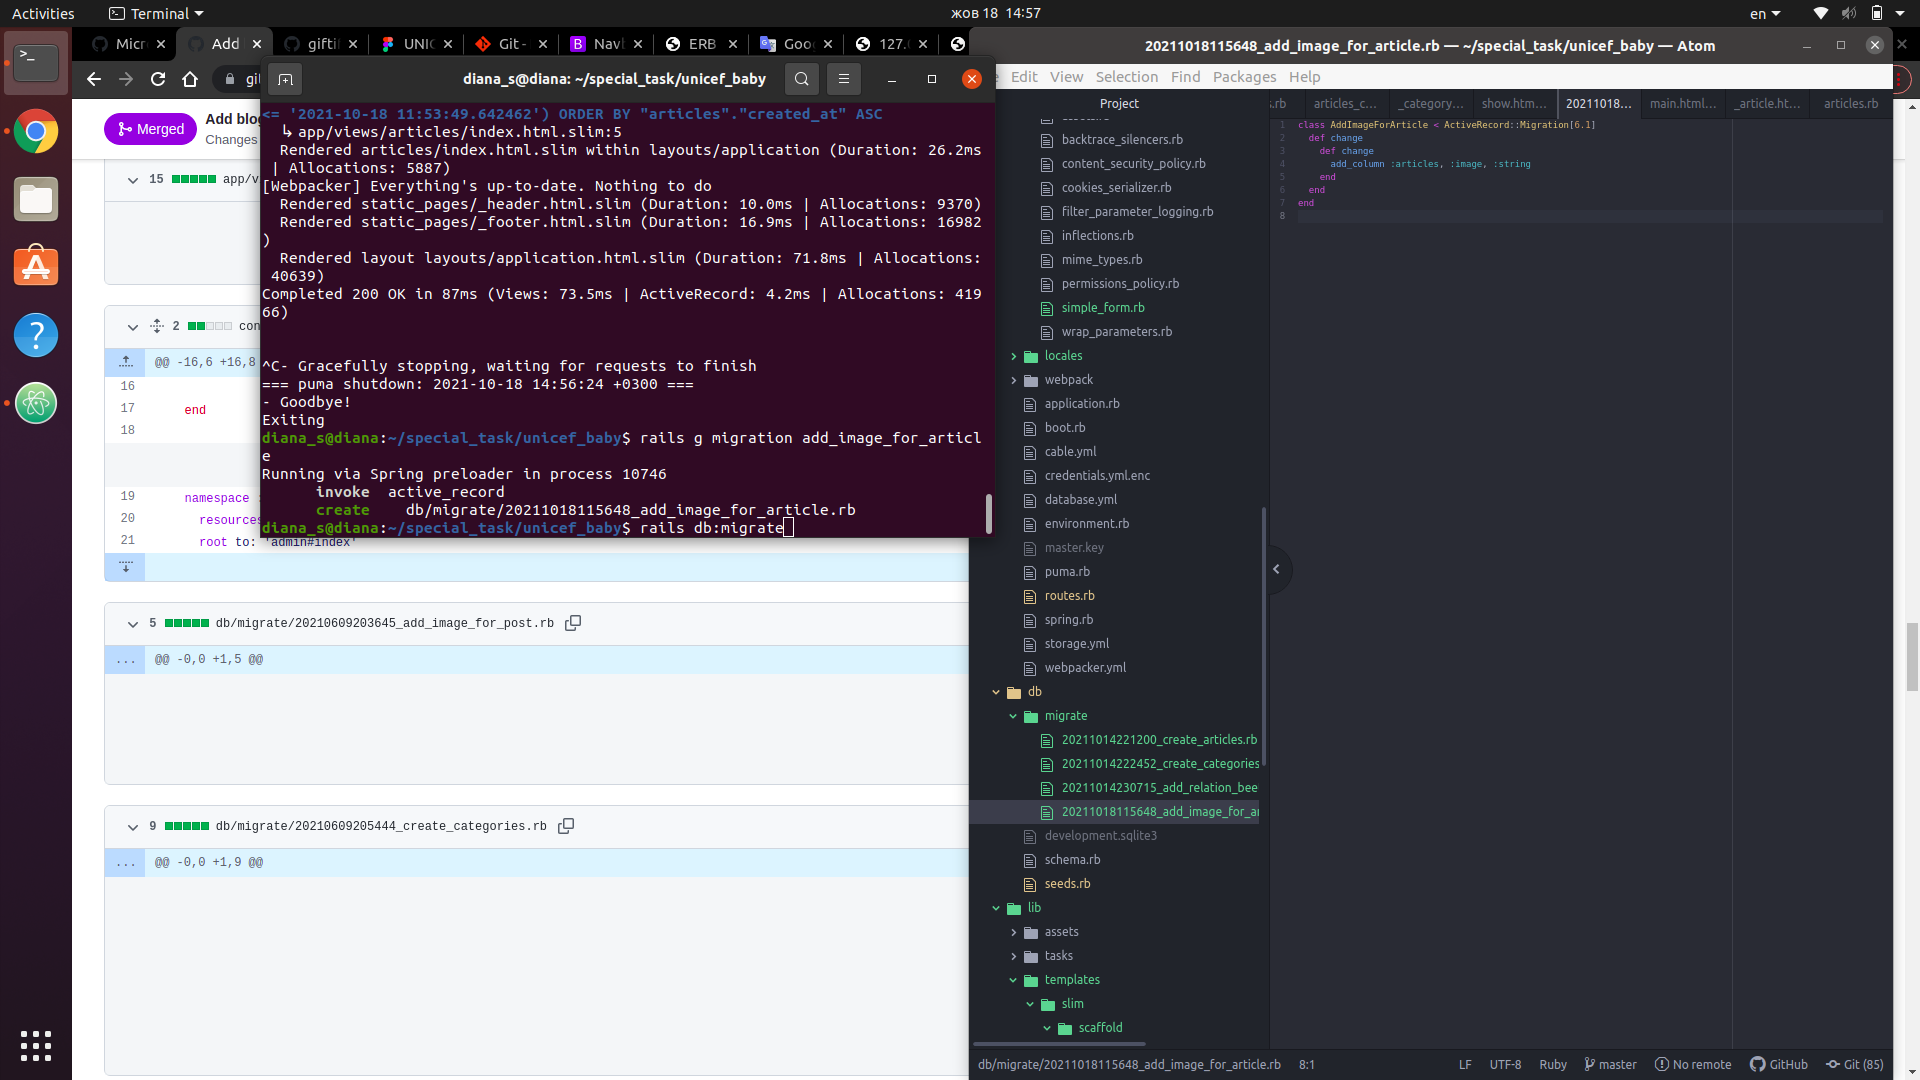 Activities
Terminal
жов 18 14:57
en
Micr
Add
gifti
UNIC
Git -
Navb
ERB
Goo
127.
gi
Merged
Add blo
Changes
15 app/v
2 con
@@ -16,6 +16,8
16
17 end
18
19 namespace
20 resources
21 root to: 'admin#index'
5 db/migrate/20210609203645_add_image_for_post.rb
... @@ -0,0 +1,5 @@
9 db/migrate/20210609205444_create_categories.rb
... @@ -0,0 +1,9 @@
diana_s@diana: ~/special_task/unicef_baby
<= '2021-10-18 11:53:49.642462') ORDER BY "articles"."created_at" ASC
↳ app/views/articles/index.html.slim:5
Rendered articles/index.html.slim within layouts/application (Duration: 26.2ms
| Allocations: 5887)
[Webpacker] Everything's up-to-date. Nothing to do
Rendered static_pages/_header.html.slim (Duration: 10.0ms | Allocations: 9370)
Rendered static_pages/_footer.html.slim (Duration: 16.9ms | Allocations: 16982
)
Rendered layout layouts/application.html.slim (Duration: 71.8ms | Allocations:
40639)
Completed 200 OK in 87ms (Views: 73.5ms | ActiveRecord: 4.2ms | Allocations: 419
66)
^C- Gracefully stopping, waiting for requests to finish
=== puma shutdown: 2021-10-18 14:56:24 +0300 ===
- Goodbye!
Exiting
diana_s@diana:~/special_task/unicef_baby$ rails g migration add_image_for_articl
e
Running via Spring preloader in process 10746
invoke active_record
create db/migrate/20211018115648_add_image_for_article.rb
diana_s@diana:~/special_task/unicef_baby$ rails db:migrate
20211018115648_add_image_for_article.rb — ~/special_task/unicef_baby — Atom
Edit View Selection Find Packages Help
Project
s.rb
articles_c...
_category...
show.htm...
20211018...
main.html...
_article.ht...
articles.rb
backtrace_silencers.rb
content_security_policy.rb
cookies_serializer.rb
filter_parameter_logging.rb
inflections.rb
mime_types.rb
permissions_policy.rb
simple_form.rb
wrap_parameters.rb
locales
webpack
application.rb
boot.rb
cable.yml
credentials.yml.enc
database.yml
environment.rb
master.key
puma.rb
routes.rb
spring.rb
storage.yml
webpacker.yml
db
migrate
20211014221200_create_articles.rb
20211014222452_create_categories
20211014230715_add_relation_bee
20211018115648_add_image_for_ar
development.sqlite3
schema.rb
seeds.rb
lib
assets
tasks
templates
slim
scaffold
1 class AddImageForArticle < ActiveRecord::Migration[6.1]
2 def change
3 def change
4 add_column :articles, :image, :string
5 end
6 end
7 end
8
db/migrate/20211018115648_add_image_for_article.rb 8:1
LF UTF-8 Ruby master No remote GitHub Git (85)